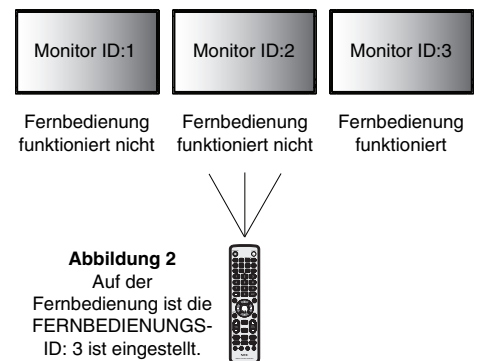 Monitor ID:1 Monitor ID:2 Monitor ID:3
Fernbedienung Fernbedienung Fernbedienung
funktioniert nicht funktioniert nicht funktioniert
Abbildung 2
Auf der
Fernbedienung ist die
FERNBEDIENUNGS-
ID: 3 ist eingestellt.